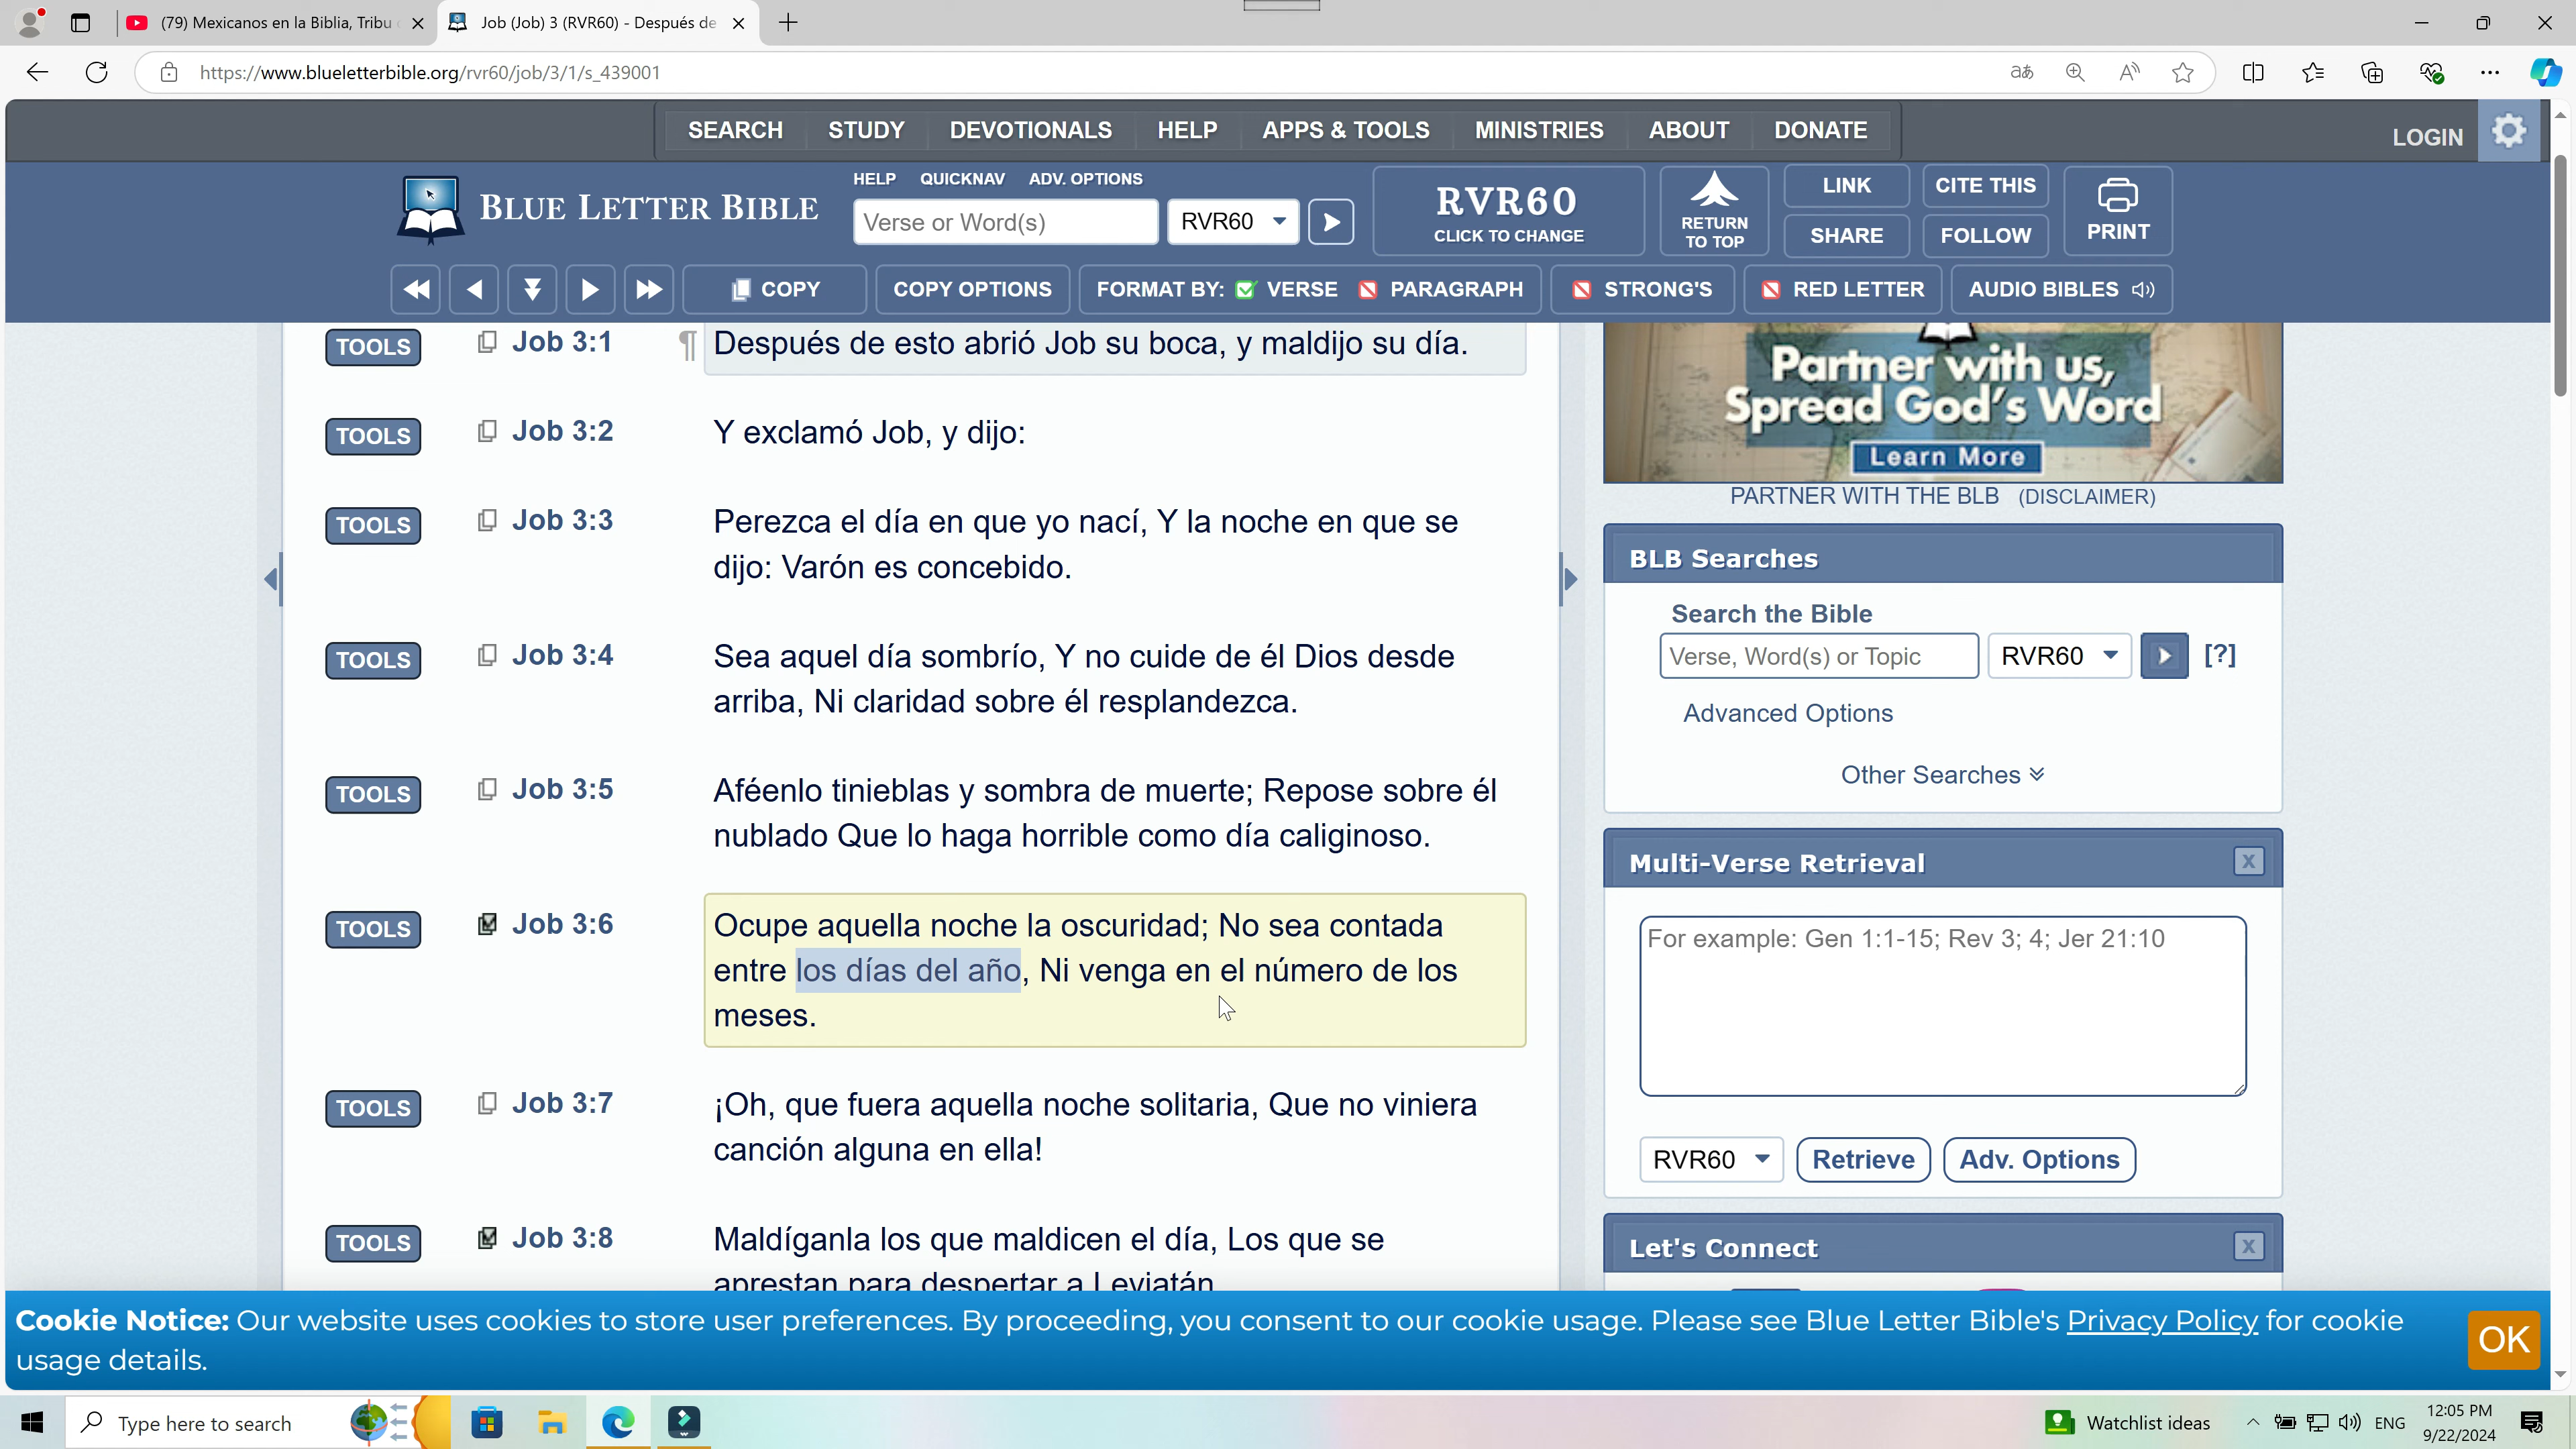 (79) Mexicanos en la Biblia, Tribu
Job (Job) 3 (RVR60) - Después de
https://www.blueletterbible.org/rvr60/job/3/1/s_439001
SEARCH STUDY DEVOTIONALS HELP APPS & TOOLS MINISTRIES ABOUT DONATE
LOGIN
BLUE LETTER BIBLE
HELP QUICKNAV ADV. OPTIONS
Verse or Word(s)
RVR60
RVR60
CLICK TO CHANGE
RETURN
TO TOP
LINK
CITE THIS
SHARE
FOLLOW
PRINT
COPY
COPY OPTIONS
FORMAT BY: VERSE PARAGRAPH
STRONG'S
RED LETTER
AUDIO BIBLES
TOOLS Job 3:1 ¶ Después de esto abrió Job su boca, y maldijo su día.
TOOLS Job 3:2 Y exclamó Job, y dijo:
TOOLS Job 3:3 Perezca el día en que yo nací, Y la noche en que se
dijo: Varón es concebido.
TOOLS Job 3:4 Sea aquel día sombrío, Y no cuide de él Dios desde
arriba, Ni claridad sobre él resplandezca.
TOOLS Job 3:5 Aféenlo tinieblas y sombra de muerte; Repose sobre él
nublado Que lo haga horrible como día caliginoso.
TOOLS Job 3:6 Ocupe aquella noche la oscuridad; No sea contada
entre los días del año, Ni venga en el número de los
meses.
TOOLS Job 3:7 ¡Oh, que fuera aquella noche solitaria, Que no viniera
canción alguna en ella!
TOOLS Job 3:8 Maldíganla los que maldicen el día, Los que se
aprestan para despertar a Leviatán.
Partner with us,
Spread God's Word
Learn More
PARTNER WITH THE BLB (DISCLAIMER)
BLB Searches
Search the Bible
Verse, Word(s) or Topic
RVR60
[?]
Advanced Options
Other Searches
Multi-Verse Retrieval
X
For example: Gen 1:1-15; Rev 3; 4; Jer 21:10
RVR60
Retrieve
Adv. Options
Let's Connect
X
Cookie Notice: Our website uses cookies to store user preferences. By proceeding, you consent to our cookie usage. Please see Blue Letter Bible's Privacy Policy for cookie
usage details.
OK
Type here to search
Watchlist ideas
ENG
12:05 PM
9/22/2024